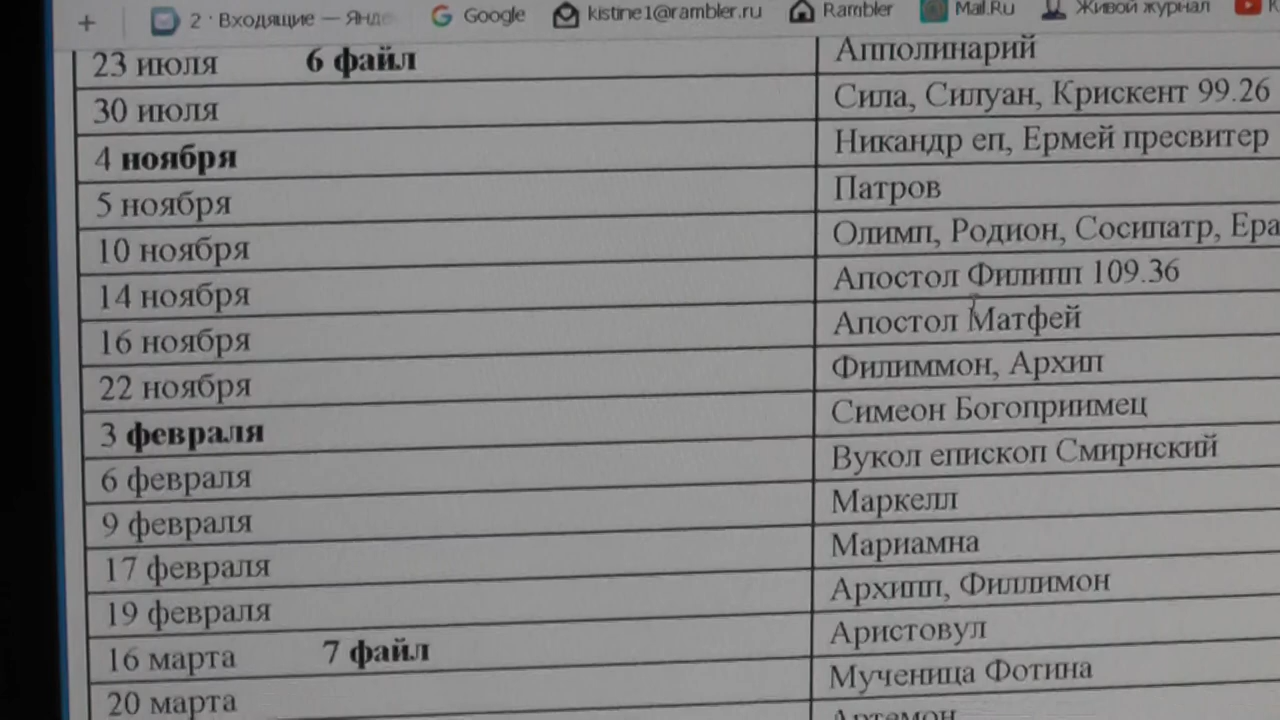 2 · Входящие — Янде Google kistine1@rambler.ru Rambler Mail.Ru Живой журнал
23 июля 6 файл Апполинарий
30 июля Сила, Силуан, Крискент 99.26
4 ноября Никандр еп, Ермей пресвитер
5 ноября Патров
10 ноября Олимп, Родион, Сосипатр, Ера
14 ноября Апостол Филипп 109.36
16 ноября Апостол Матфей
22 ноября Филиммон, Архип
3 февраля Симеон Богоприимец
6 февраля Вукол епископ Смирнский
9 февраля Маркелл
17 февраля Мариамна
19 февраля Архипп, Филлимон
16 марта 7 файл Аристовул
20 марта Мученица Фотина
Артемон